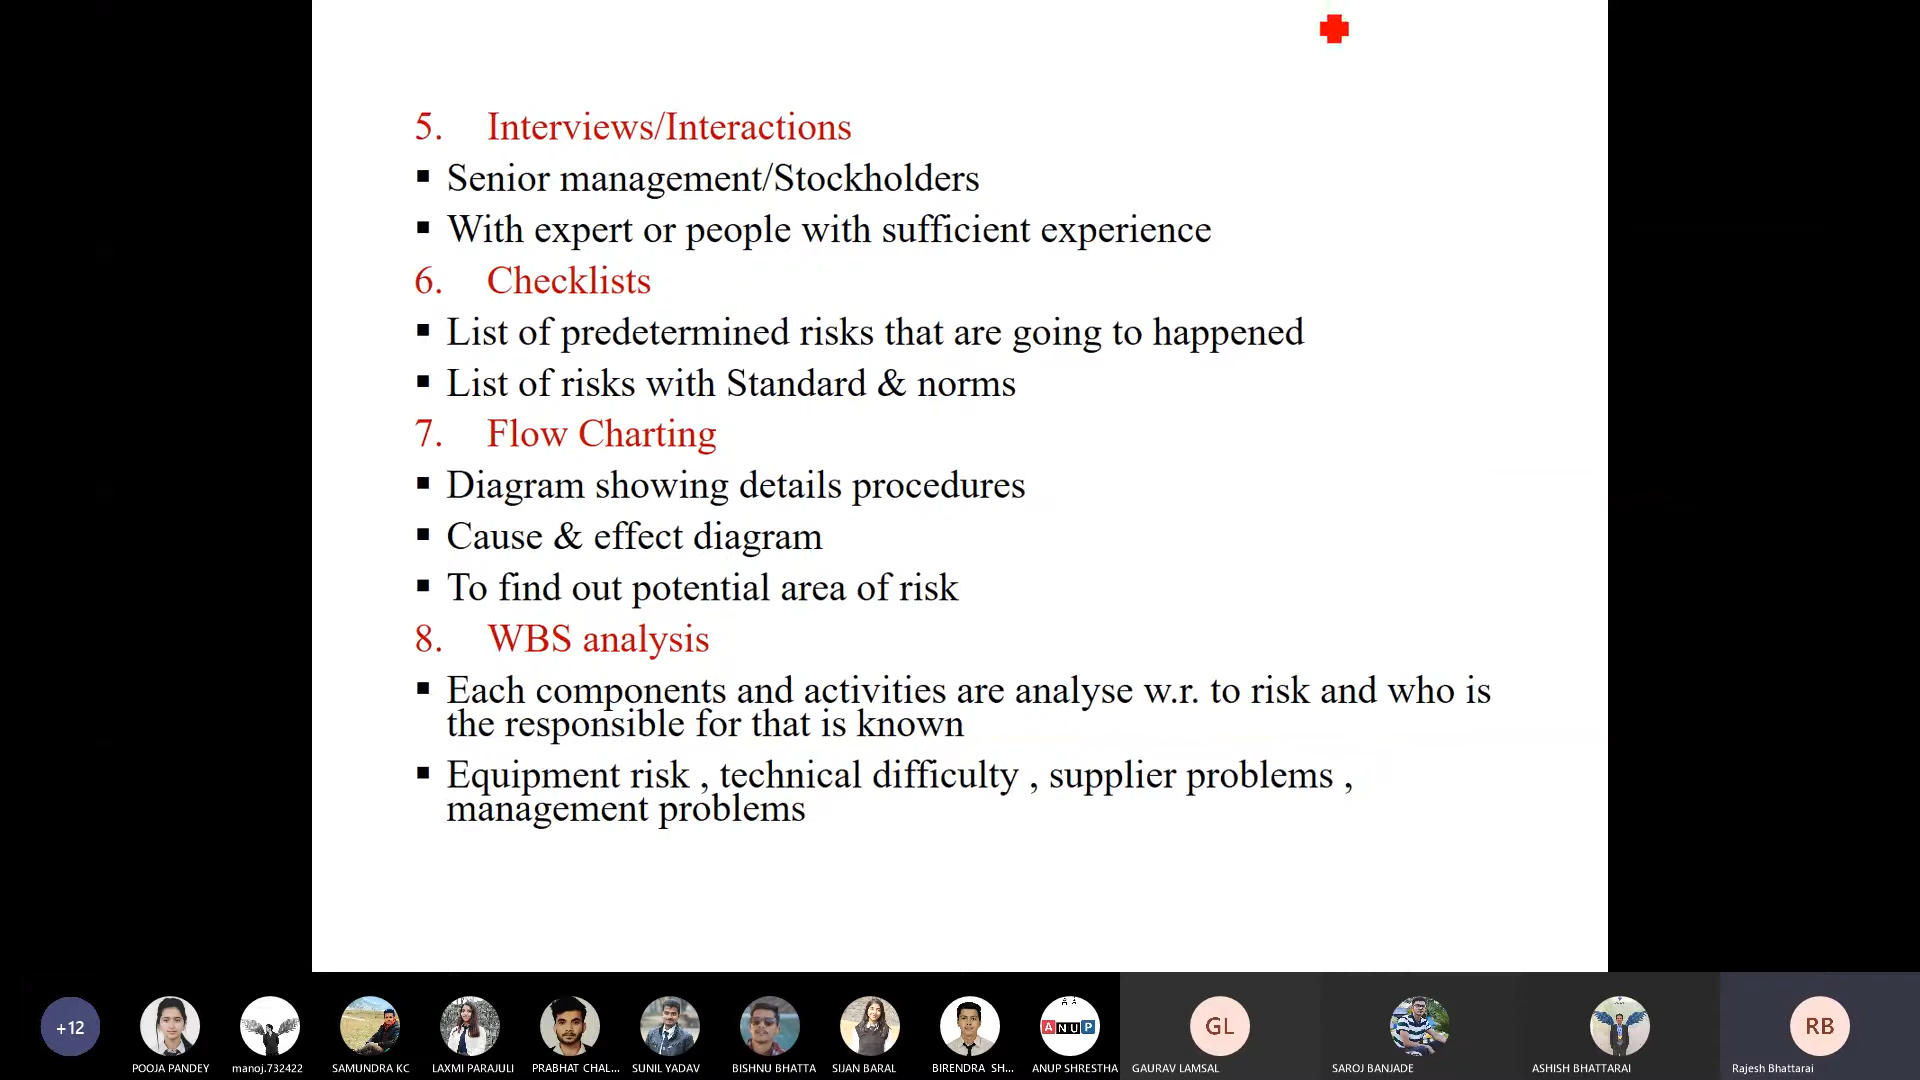 5. Interviews/Interactions
▪ Senior management/Stockholders
▪ With expert or people with sufficient experience
6. Checklists
▪ List of predetermined risks that are going to happened
▪ List of risks with Standard & norms
7. Flow Charting
▪ Diagram showing details procedures
▪ Cause & effect diagram
▪ To find out potential area of risk
8. WBS analysis
▪ Each components and activities are analyse w.r. to risk and who is
the responsible for that is known
▪ Equipment risk , technical difficulty , supplier problems ,
management problems
+12
ANUP
GL
RB
POOJA PANDEY
manoj.732422
SAMUNDRA KC
LAXMI PARAJULI
PRABHAT CHAL...
SUNIL YADAV
BISHNU BHATTA
SIJAN BARAL
BIRENDRA SH...
ANUP SHRESTHA
GAURAV LAMSAL
SAROJ BANJADE
ASHISH BHATTARAI
Rajesh Bhattarai